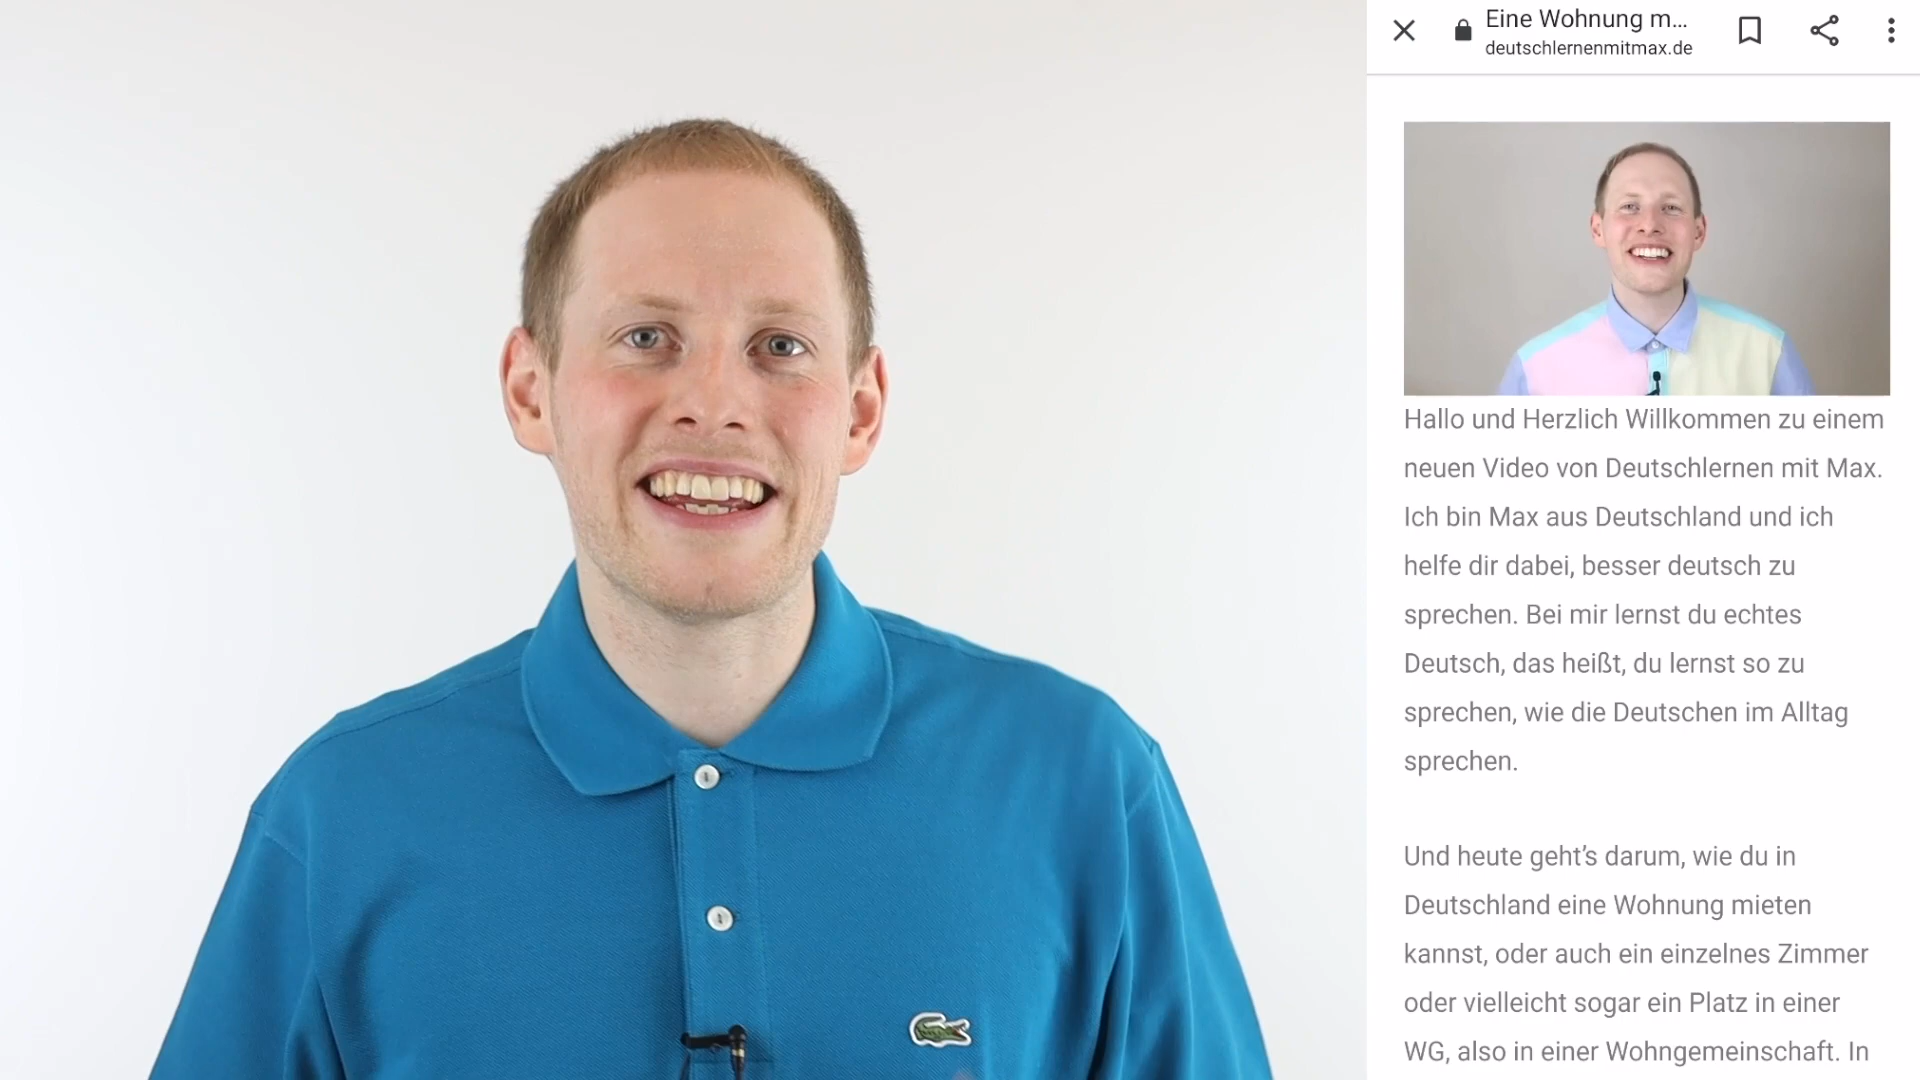 Eine Wohnung m...
deutschlernenmitmax.de
Hallo und Herzlich Willkommen zu einem
neuen Video von Deutschlernen mit Max.
Ich bin Max aus Deutschland und ich
helfe dir dabei, besser deutsch zu
sprechen. Bei mir lernst du echtes
Deutsch, das heißt, du lernst so zu
sprechen, wie die Deutschen im Alltag
sprechen.
Und heute geht’s darum, wie du in
Deutschland eine Wohnung mieten
kannst, oder auch ein einzelnes Zimmer
oder vielleicht sogar ein Platz in einer
WG, also in einer Wohngemeinschaft. In